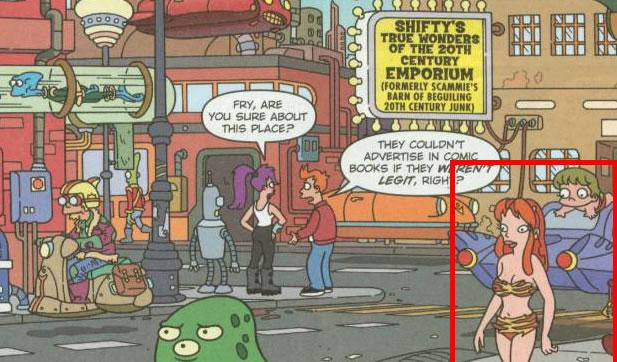 SHIFTY'S
TRUE WONDERS
OF THE 20TH
CENTURY
EMPORIUM
(FORMERLY SCAMMIE'S
BARN OF BEGUILING
20TH CENTURY JUNK)
FRY, ARE
YOU SURE ABOUT
THIS PLACE?
THEY COULDN'T
ADVERTISE IN COMIC
BOOKS IF THEY WEREN'T
LEGIT, RIGHT?